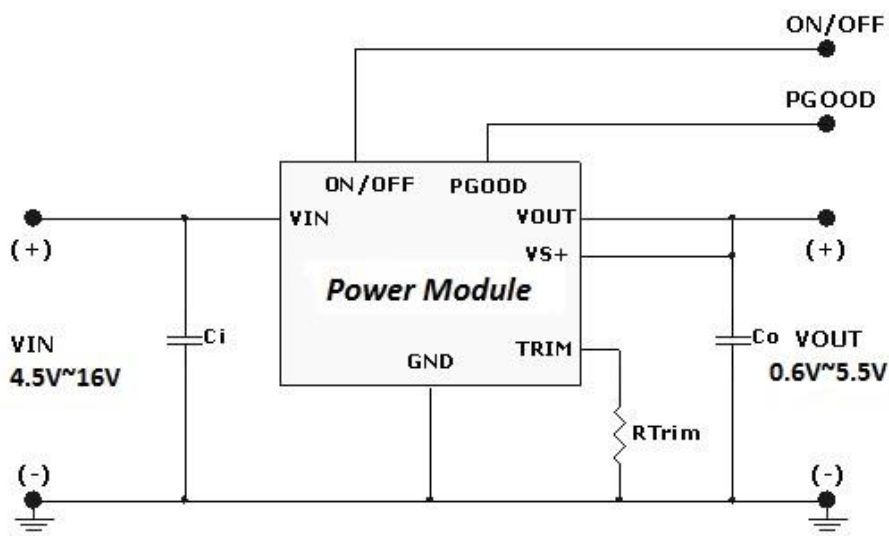 ON/OFF
PGOOD
ON/OFF PGOOD
VIN VOUT
(+) (+)
VS+
Power Module
Ci Co VOUT
VIN
TRIM
GND
4.5V~16V 0.6V~5.5V
RTrim
(-) (-)